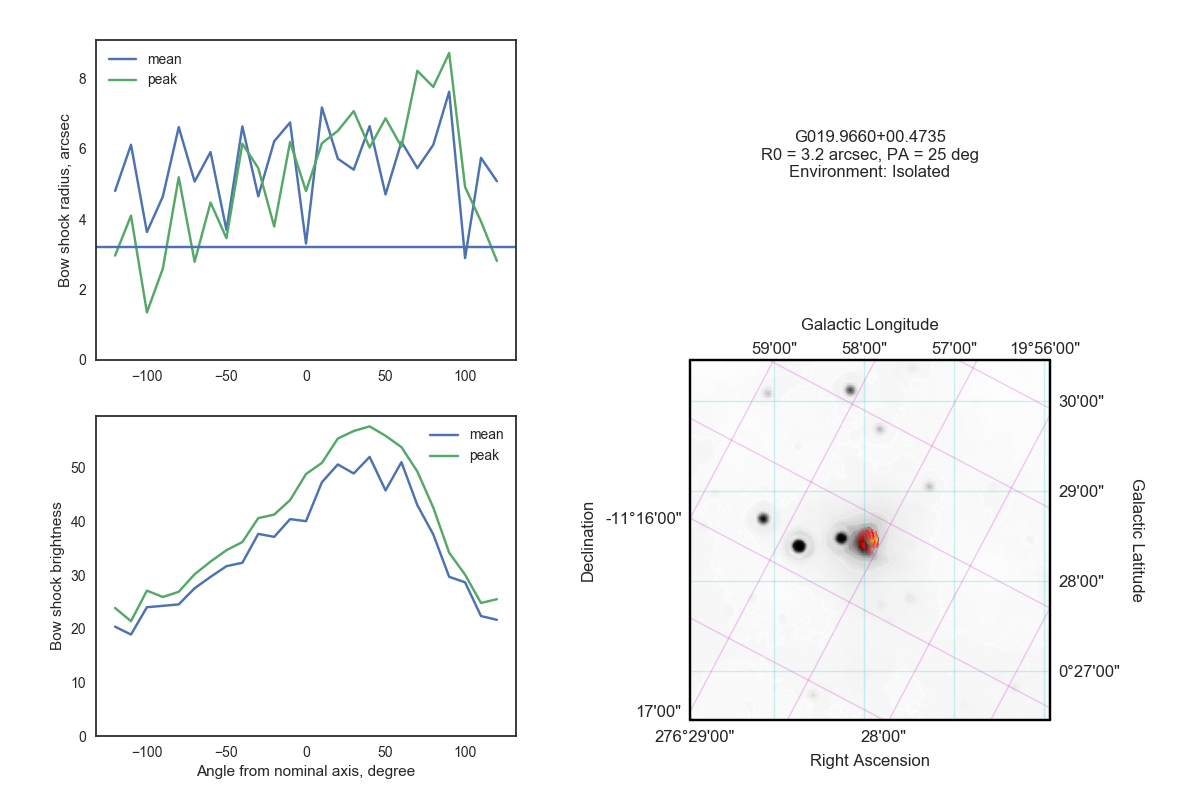 mean
peak
8
6
4
2
0
Bow shock radius, arcsec
−100
−50
0
50
100
mean
peak
50
40
30
20
10
0
Bow shock brightness
−100
−50
0
50
100
Angle from nominal axis, degree
G019.9660+00.4735
R0 = 3.2 arcsec, PA = 25 deg
Environment: Isolated
Galactic Longitude
59'00"
58'00"
57'00"
19°56'00"
30'00"
29'00"
28'00"
0°27'00"
Galactic Latitude
Declination
-11°16'00"
17'00"
276°29'00"
28'00"
Right Ascension